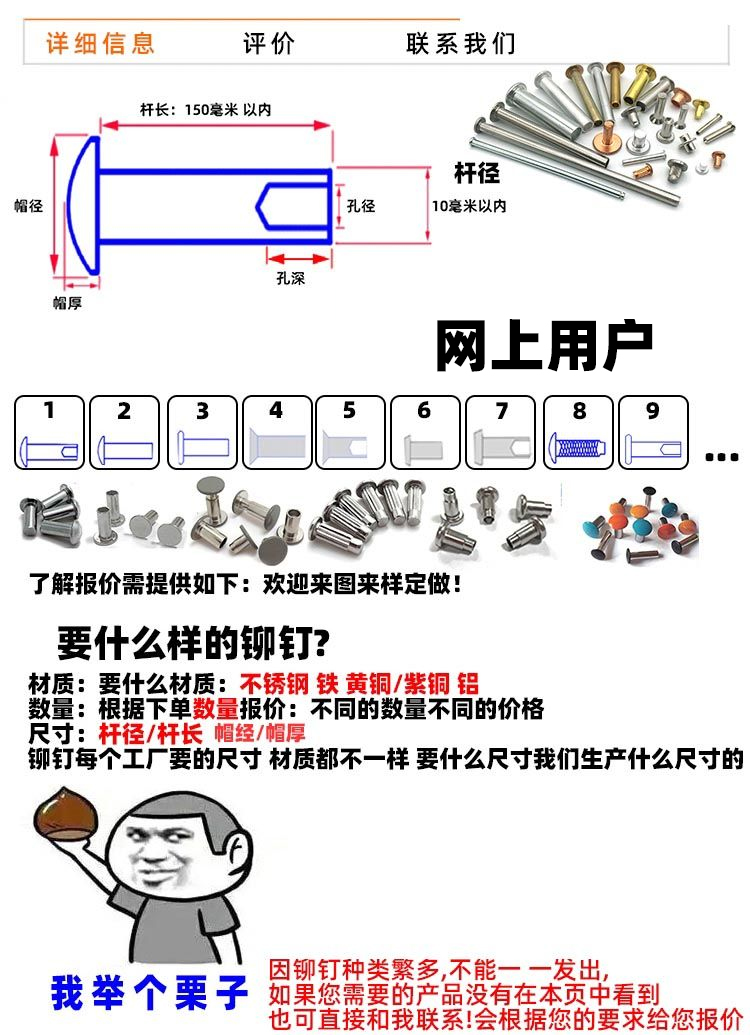 详细信息 评价 联系我们
杆长：150毫米 以内
杆径
帽径
孔径
10毫米以内
孔深
帽厚
网上用户
1 2 3 4 5 6 7 8 9
...
了解报价需提供如下：欢迎来图来样定做！
要什么样的铆钉?
材质：要什么材质：不锈钢 铁 黄铜/紫铜 铝
数量：根据下单数量报价：不同的数量不同的价格
尺寸：杆径/杆长 帽经/帽厚
铆钉每个工厂要的尺寸 材质都不一样 要什么尺寸我们生产什么尺寸的
我举个栗子
因铆钉种类繁多,不能一 一发出,
如果您需要的产品没有在本页中看到
也可直接和我联系!会根据您的要求给您报价